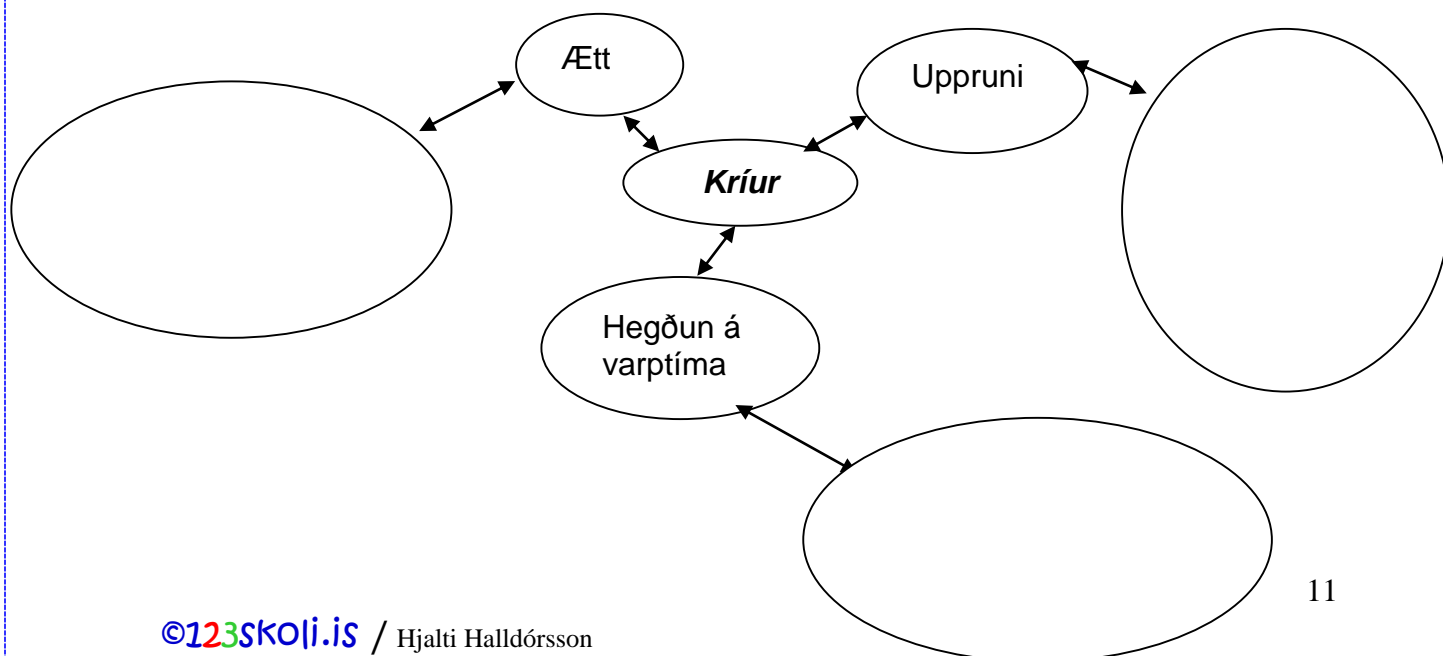 Ætt
Uppruni
Kríur
Hegðun á
varptíma
11
©123skoli.is / Hjalti Halldórsson